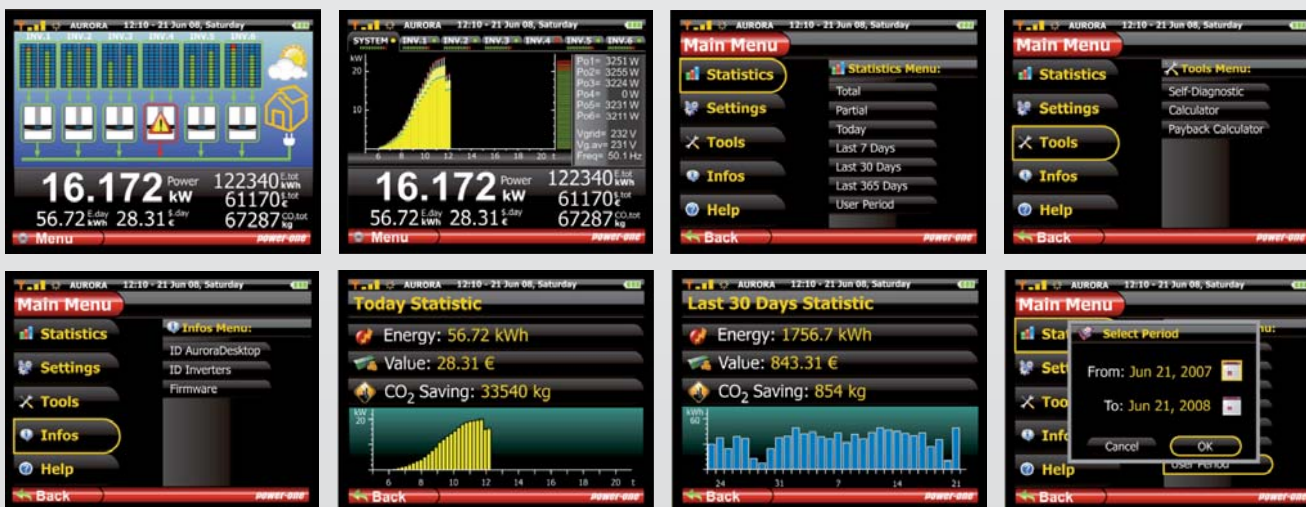 AURORA 12:10 - 21 Jun 08, Saturday
INV.1 INV.2 INV.3 INV.4 INV.5 INV.6
16.172 Power kW
122340 E.tot kWh
61170 $.tot €
56.72 E.day kWh 28.31 $.day €
67287 CO2.tot kg
Menu power-one
AURORA 12:10 - 21 Jun 08, Saturday
SYSTEM INV.1 INV.2 INV.3 INV.4 INV.5 INV.6
kW
20
10
6 8 10 12 14 16 18 20 t
Po1= 3251 W
Po2= 3255 W
Po3= 3224 W
Po4= 0 W
Po5= 3231 W
Po6= 3211 W
Vgrid= 232 V
Vg.av= 231 V
Freq= 50.1 Hz
16.172 Power kW
122340 E.tot kWh
61170 $.tot €
56.72 E.day kWh 28.31 $.day €
67287 CO2.tot kg
Menu power-one
AURORA 12:10 - 21 Jun 08, Saturday
Main Menu
Statistics
Settings
Tools
Infos
Help
Statistics Menu:
Total
Partial
Today
Last 7 Days
Last 30 Days
Last 365 Days
User Period
Back power-one
AURORA 12:10 - 21 Jun 08, Saturday
Main Menu
Statistics
Settings
Tools
Infos
Help
Tools Menu:
Self-Diagnostic
Calculator
Payback Calculator
Back power-one
AURORA 12:10 - 21 Jun 08, Saturday
Main Menu
Statistics
Settings
Tools
Infos
Help
Infos Menu:
ID AuroraDesktop
ID Inverters
Firmware
Back power-one
AURORA 12:10 - 21 Jun 08, Saturday
Today Statistic
Energy: 56.72 kWh
Value: 28.31 €
CO2 Saving: 33540 kg
kW
20
6 8 10 12 14 16 18 20 t
Back power-one
AURORA 12:10 - 21 Jun 08, Saturday
Last 30 Days Statistic
Energy: 1756.7 kWh
Value: 843.31 €
CO2 Saving: 854 kg
kWh
60
24 31 7 14 21
Back power-one
AURORA 12:10 - 21 Jun 08, Saturday
Main Menu
Sta
Sett
Too
Info
Help
nu:
Select Period
From: Jun 21, 2007
To: Jun 21, 2008
Cancel OK
User Period
Back power-one